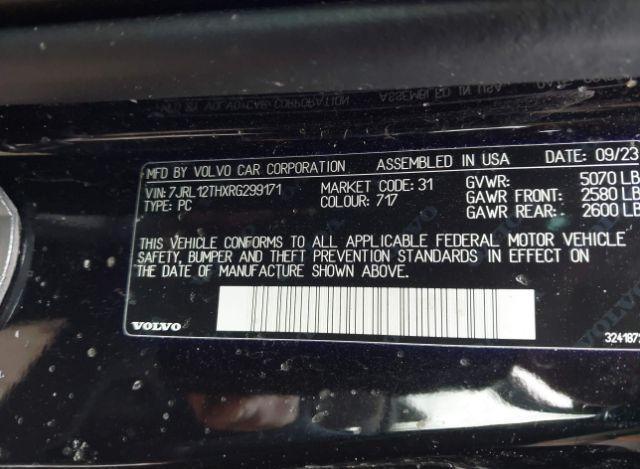 MFD BY VOLVO CAR CORPORATION ASSEMBLED IN USA DATE: 09/23
VIN: 7JRL12THXRG299171 MARKET CODE: 31 GVWR: 5070 LB
TYPE: PC COLOUR: 717 GAWR FRONT: 2580 LB
GAWR REAR: 2600 LB
THIS VEHICLE CONFORMS TO ALL APPLICABLE FEDERAL MOTOR VEHICLE
SAFETY, BUMPER AND THEFT PREVENTION STANDARDS IN EFFECT ON
THE DATE OF MANUFACTURE SHOWN ABOVE.
VOLVO